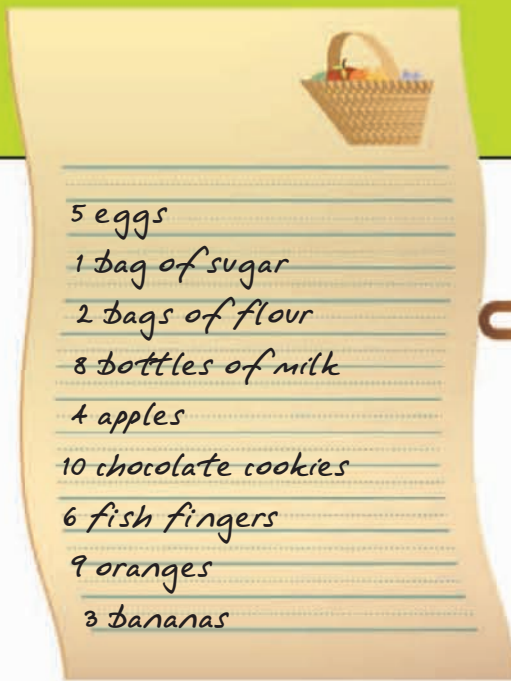 5 eggs
1 bag of sugar
2 bags of flour
8 bottles of milk
4 apples
10 chocolate cookies
6 fish fingers
9 oranges
3 bananas